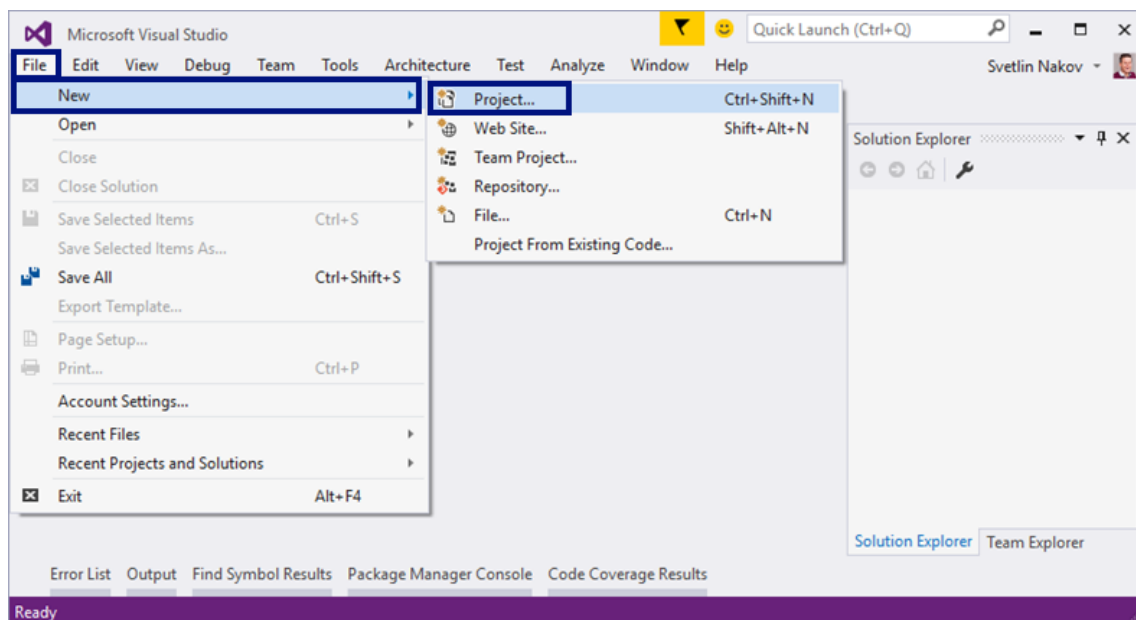 Microsoft Visual Studio
Quick Launch (Ctrl+Q)
File Edit View Debug Team Tools Architecture Test Analyze Window Help
Svetlin Nakov
New
Open
Close
Close Solution
Save Selected Items Ctrl+S
Save Selected Items As...
Save All Ctrl+Shift+S
Export Template...
Page Setup...
Print... Ctrl+P
Account Settings...
Recent Files
Recent Projects and Solutions
Exit Alt+F4
Project... Ctrl+Shift+N
Web Site... Shift+Alt+N
Team Project...
Repository...
File... Ctrl+N
Project From Existing Code...
Solution Explorer
Solution Explorer Team Explorer
Error List Output Find Symbol Results Package Manager Console Code Coverage Results
Ready